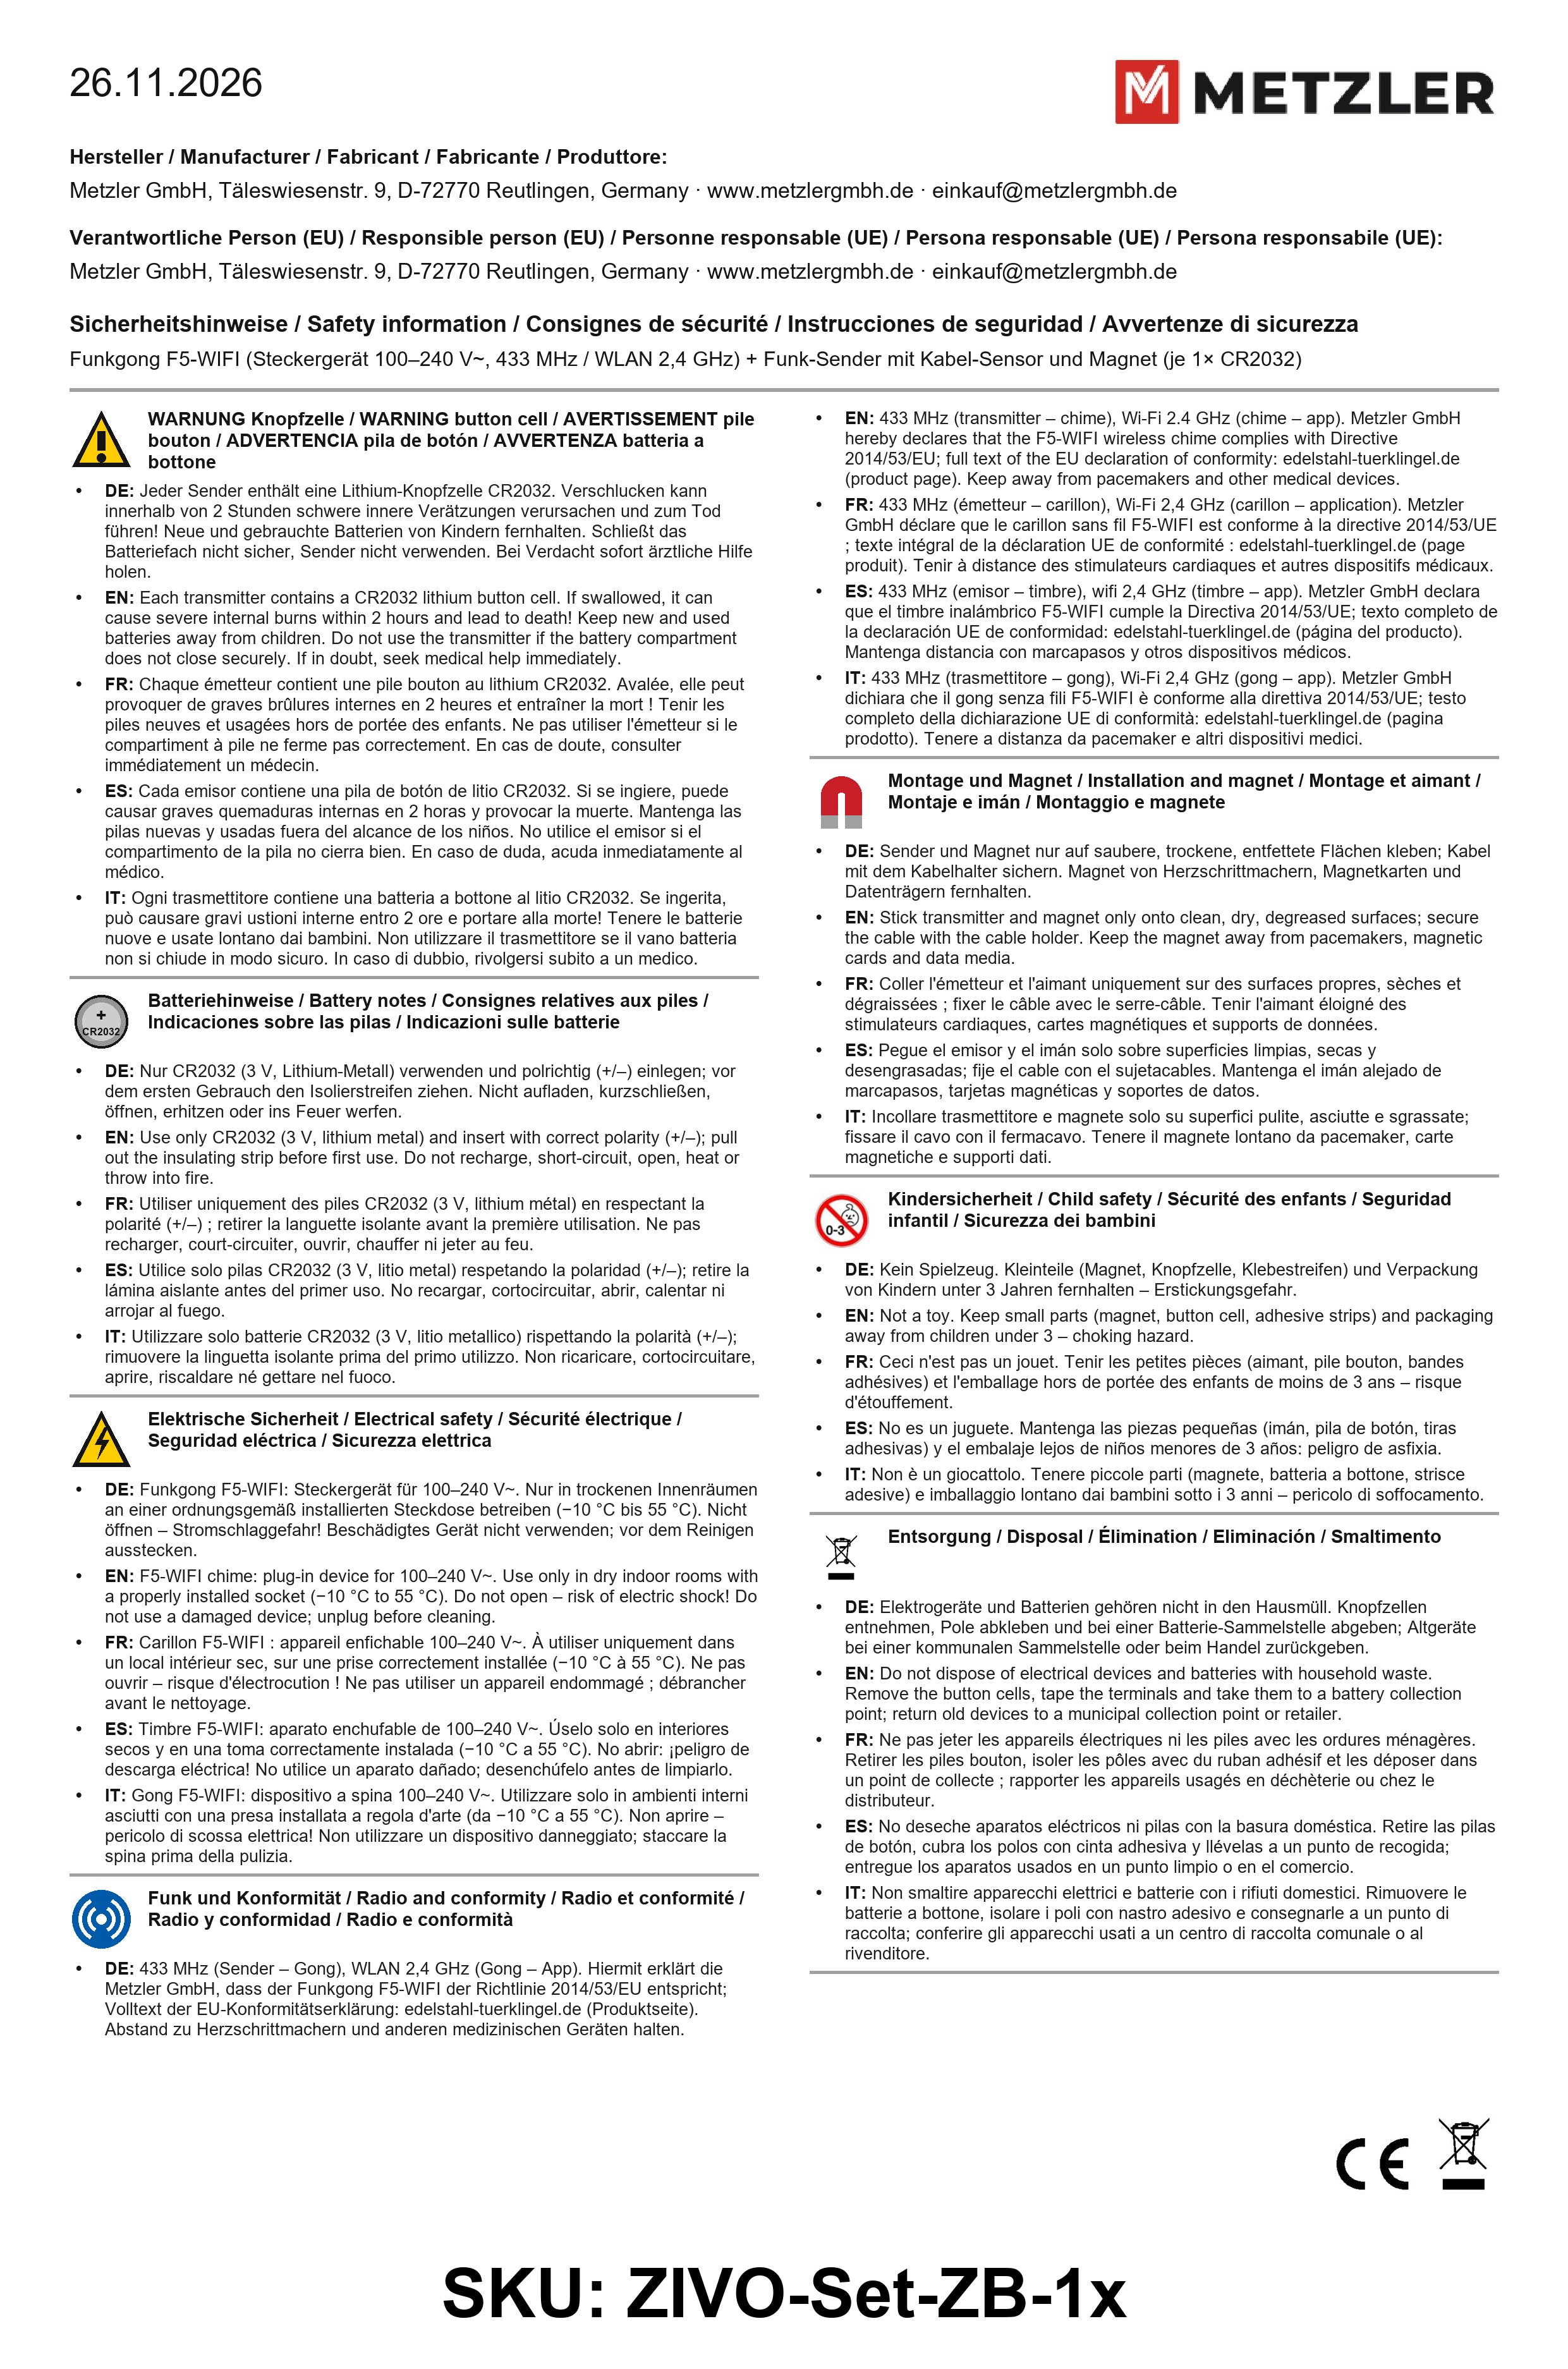 26.11.2026
METZLER
Hersteller / Manufacturer / Fabricant / Fabricante / Produttore:
Metzler GmbH, Täleswiesenstr. 9, D-72770 Reutlingen, Germany · www.metzlergmbh.de · einkauf@metzlergmbh.de
Verantwortliche Person (EU) / Responsible person (EU) / Personne responsable (UE) / Persona responsable (UE) / Persona responsabile (UE):
Metzler GmbH, Täleswiesenstr. 9, D-72770 Reutlingen, Germany · www.metzlergmbh.de · einkauf@metzlergmbh.de
Sicherheitshinweise / Safety information / Consignes de sécurité / Instrucciones de seguridad / Avvertenze di sicurezza
Funkgong F5-WIFI (Steckergerät 100–240 V~, 433 MHz / WLAN 2,4 GHz) + Funk-Sender mit Kabel-Sensor und Magnet (je 1× CR2032)
WARNUNG Knopfzelle / WARNING button cell / AVERTISSEMENT pile
bouton / ADVERTENCIA pila de botón / AVVERTENZA batteria a
bottone
• DE: Jeder Sender enthält eine Lithium-Knopfzelle CR2032. Verschlucken kann
innerhalb von 2 Stunden schwere innere Verätzungen verursachen und zum Tod
führen! Neue und gebrauchte Batterien von Kindern fernhalten. Schließt das
Batteriefach nicht sicher, Sender nicht verwenden. Bei Verdacht sofort ärztliche Hilfe
holen.
• EN: Each transmitter contains a CR2032 lithium button cell. If swallowed, it can
cause severe internal burns within 2 hours and lead to death! Keep new and used
batteries away from children. Do not use the transmitter if the battery compartment
does not close securely. If in doubt, seek medical help immediately.
• FR: Chaque émetteur contient une pile bouton au lithium CR2032. Avalée, elle peut
provoquer de graves brûlures internes en 2 heures et entraîner la mort ! Tenir les
piles neuves et usagées hors de portée des enfants. Ne pas utiliser l'émetteur si le
compartiment à pile ne ferme pas correctement. En cas de doute, consulter
immédiatement un médecin.
• ES: Cada emisor contiene una pila de botón de litio CR2032. Si se ingiere, puede
causar graves quemaduras internas en 2 horas y provocar la muerte. Mantenga las
pilas nuevas y usadas fuera del alcance de los niños. No utilice el emisor si el
compartimento de la pila no cierra bien. En caso de duda, acuda inmediatamente al
médico.
• IT: Ogni trasmettitore contiene una batteria a bottone al litio CR2032. Se ingerita,
può causare gravi ustioni interne entro 2 ore e portare alla morte! Tenere le batterie
nuove e usate lontano dai bambini. Non utilizzare il trasmettitore se il vano batteria
non si chiude in modo sicuro. In caso di dubbio, rivolgersi subito a un medico.
+
CR2032
Batteriehinweise / Battery notes / Consignes relatives aux piles /
Indicaciones sobre las pilas / Indicazioni sulle batterie
• DE: Nur CR2032 (3 V, Lithium-Metall) verwenden und polrichtig (+/–) einlegen; vor
dem ersten Gebrauch den Isolierstreifen ziehen. Nicht aufladen, kurzschließen,
öffnen, erhitzen oder ins Feuer werfen.
• EN: Use only CR2032 (3 V, lithium metal) and insert with correct polarity (+/–); pull
out the insulating strip before first use. Do not recharge, short-circuit, open, heat or
throw into fire.
• FR: Utiliser uniquement des piles CR2032 (3 V, lithium métal) en respectant la
polarité (+/–) ; retirer la languette isolante avant la première utilisation. Ne pas
recharger, court-circuiter, ouvrir, chauffer ni jeter au feu.
• ES: Utilice solo pilas CR2032 (3 V, litio metal) respetando la polaridad (+/–); retire la
lámina aislante antes del primer uso. No recargar, cortocircuitar, abrir, calentar ni
arrojar al fuego.
• IT: Utilizzare solo batterie CR2032 (3 V, litio metallico) rispettando la polarità (+/–);
rimuovere la linguetta isolante prima del primo utilizzo. Non ricaricare, cortocircuitare,
aprire, riscaldare né gettare nel fuoco.
Elektrische Sicherheit / Electrical safety / Sécurité électrique /
Seguridad eléctrica / Sicurezza elettrica
• DE: Funkgong F5-WIFI: Steckergerät für 100–240 V~. Nur in trockenen Innenräumen
an einer ordnungsgemäß installierten Steckdose betreiben (−10 °C bis 55 °C). Nicht
öffnen – Stromschlaggefahr! Beschädigtes Gerät nicht verwenden; vor dem Reinigen
ausstecken.
• EN: F5-WIFI chime: plug-in device for 100–240 V~. Use only in dry indoor rooms with
a properly installed socket (−10 °C to 55 °C). Do not open – risk of electric shock! Do
not use a damaged device; unplug before cleaning.
• FR: Carillon F5-WIFI : appareil enfichable 100–240 V~. À utiliser uniquement dans
un local intérieur sec, sur une prise correctement installée (−10 °C à 55 °C). Ne pas
ouvrir – risque d'électrocution ! Ne pas utiliser un appareil endommagé ; débrancher
avant le nettoyage.
• ES: Timbre F5-WIFI: aparato enchufable de 100–240 V~. Úselo solo en interiores
secos y en una toma correctamente instalada (−10 °C a 55 °C). No abrir: ¡peligro de
descarga eléctrica! No utilice un aparato dañado; desenchúfelo antes de limpiarlo.
• IT: Gong F5-WIFI: dispositivo a spina 100–240 V~. Utilizzare solo in ambienti interni
asciutti con una presa installata a regola d'arte (da −10 °C a 55 °C). Non aprire –
pericolo di scossa elettrica! Non utilizzare un dispositivo danneggiato; staccare la
spina prima della pulizia.
Funk und Konformität / Radio and conformity / Radio et conformité /
Radio y conformidad / Radio e conformità
• DE: 433 MHz (Sender – Gong), WLAN 2,4 GHz (Gong – App). Hiermit erklärt die
Metzler GmbH, dass der Funkgong F5-WIFI der Richtlinie 2014/53/EU entspricht;
Volltext der EU-Konformitätserklärung: edelstahl-tuerklingel.de (Produktseite).
Abstand zu Herzschrittmachern und anderen medizinischen Geräten halten.
• EN: 433 MHz (transmitter – chime), Wi-Fi 2.4 GHz (chime – app). Metzler GmbH
hereby declares that the F5-WIFI wireless chime complies with Directive
2014/53/EU; full text of the EU declaration of conformity: edelstahl-tuerklingel.de
(product page). Keep away from pacemakers and other medical devices.
• FR: 433 MHz (émetteur – carillon), Wi-Fi 2,4 GHz (carillon – application). Metzler
GmbH déclare que le carillon sans fil F5-WIFI est conforme à la directive 2014/53/UE
; texte intégral de la déclaration UE de conformité : edelstahl-tuerklingel.de (page
produit). Tenir à distance des stimulateurs cardiaques et autres dispositifs médicaux.
• ES: 433 MHz (emisor – timbre), wifi 2,4 GHz (timbre – app). Metzler GmbH declara
que el timbre inalámbrico F5-WIFI cumple la Directiva 2014/53/UE; texto completo de
la declaración UE de conformidad: edelstahl-tuerklingel.de (página del producto).
Mantenga distancia con marcapasos y otros dispositivos médicos.
• IT: 433 MHz (trasmettitore – gong), Wi-Fi 2,4 GHz (gong – app). Metzler GmbH
dichiara che il gong senza fili F5-WIFI è conforme alla direttiva 2014/53/UE; testo
completo della dichiarazione UE di conformità: edelstahl-tuerklingel.de (pagina
prodotto). Tenere a distanza da pacemaker e altri dispositivi medici.
Montage und Magnet / Installation and magnet / Montage et aimant /
Montaje e imán / Montaggio e magnete
• DE: Sender und Magnet nur auf saubere, trockene, entfettete Flächen kleben; Kabel
mit dem Kabelhalter sichern. Magnet von Herzschrittmachern, Magnetkarten und
Datenträgern fernhalten.
• EN: Stick transmitter and magnet only onto clean, dry, degreased surfaces; secure
the cable with the cable holder. Keep the magnet away from pacemakers, magnetic
cards and data media.
• FR: Coller l'émetteur et l'aimant uniquement sur des surfaces propres, sèches et
dégraissées ; fixer le câble avec le serre-câble. Tenir l'aimant éloigné des
stimulateurs cardiaques, cartes magnétiques et supports de données.
• ES: Pegue el emisor y el imán solo sobre superficies limpias, secas y
desengrasadas; fije el cable con el sujetacables. Mantenga el imán alejado de
marcapasos, tarjetas magnéticas y soportes de datos.
• IT: Incollare trasmettitore e magnete solo su superfici pulite, asciutte e sgrassate;
fissare il cavo con il fermacavo. Tenere il magnete lontano da pacemaker, carte
magnetiche e supporti dati.
0-3
Kindersicherheit / Child safety / Sécurité des enfants / Seguridad
infantil / Sicurezza dei bambini
• DE: Kein Spielzeug. Kleinteile (Magnet, Knopfzelle, Klebestreifen) und Verpackung
von Kindern unter 3 Jahren fernhalten – Erstickungsgefahr.
• EN: Not a toy. Keep small parts (magnet, button cell, adhesive strips) and packaging
away from children under 3 – choking hazard.
• FR: Ceci n'est pas un jouet. Tenir les petites pièces (aimant, pile bouton, bandes
adhésives) et l'emballage hors de portée des enfants de moins de 3 ans – risque
d'étouffement.
• ES: No es un juguete. Mantenga las piezas pequeñas (imán, pila de botón, tiras
adhesivas) y el embalaje lejos de niños menores de 3 años: peligro de asfixia.
• IT: Non è un giocattolo. Tenere piccole parti (magnete, batteria a bottone, strisce
adesive) e imballaggio lontano dai bambini sotto i 3 anni – pericolo di soffocamento.
Entsorgung / Disposal / Élimination / Eliminación / Smaltimento
• DE: Elektrogeräte und Batterien gehören nicht in den Hausmüll. Knopfzellen
entnehmen, Pole abkleben und bei einer Batterie-Sammelstelle abgeben; Altgeräte
bei einer kommunalen Sammelstelle oder beim Handel zurückgeben.
• EN: Do not dispose of electrical devices and batteries with household waste.
Remove the button cells, tape the terminals and take them to a battery collection
point; return old devices to a municipal collection point or retailer.
• FR: Ne pas jeter les appareils électriques ni les piles avec les ordures ménagères.
Retirer les piles bouton, isoler les pôles avec du ruban adhésif et les déposer dans
un point de collecte ; rapporter les appareils usagés en déchèterie ou chez le
distributeur.
• ES: No deseche aparatos eléctricos ni pilas con la basura doméstica. Retire las pilas
de botón, cubra los polos con cinta adhesiva y llévelas a un punto de recogida;
entregue los aparatos usados en un punto limpio o en el comercio.
• IT: Non smaltire apparecchi elettrici e batterie con i rifiuti domestici. Rimuovere le
batterie a bottone, isolare i poli con nastro adesivo e consegnarle a un punto di
raccolta; conferire gli apparecchi usati a un centro di raccolta comunale o al
rivenditore.
CE
SKU: ZIVO-Set-ZB-1x